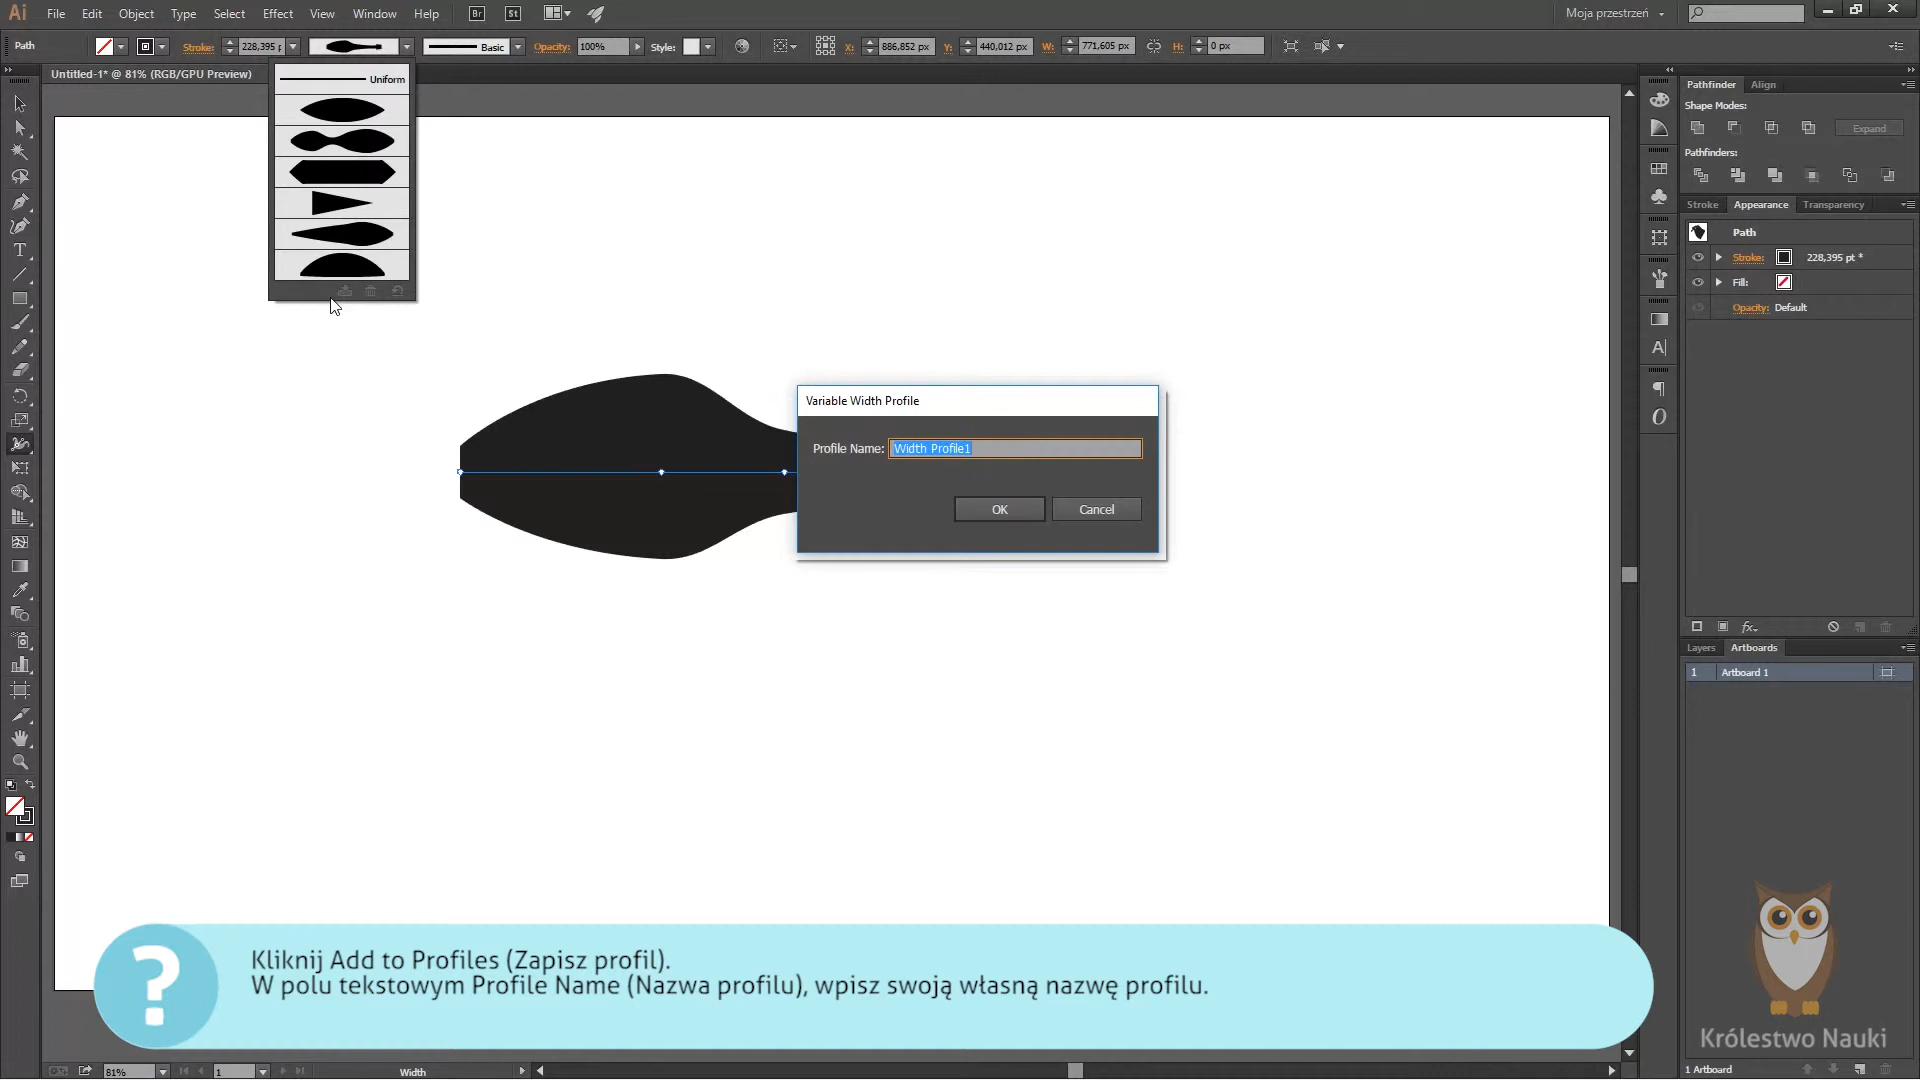 Ai File Edit Object Type Select Effect View Window Help Br St Moja przestrzeń
Path Stroke: 228,395 p Basic Opacity: 100% Style: X: 886,852 px Y: 440,012 px W: 771,605 px H: 0 px
Untitled-1* @ 81% (RGB/GPU Preview)
Uniform
Pathfinder Align
Shape Modes:
Expand
Pathfinders:
Stroke Appearance Transparency
Path
Stroke: 228,395 pt *
Fill:
Opacity: Default
Variable Width Profile
Profile Name: Width Profile1
OK Cancel
fx
Layers Artboards
1 Artboard 1
Kliknij Add to Profiles (Zapisz profil).
W polu tekstowym Profile Name (Nazwa profilu), wpisz swoją własną nazwę profilu.
Królestwo Nauki
81% 1 Width
1 Artboard